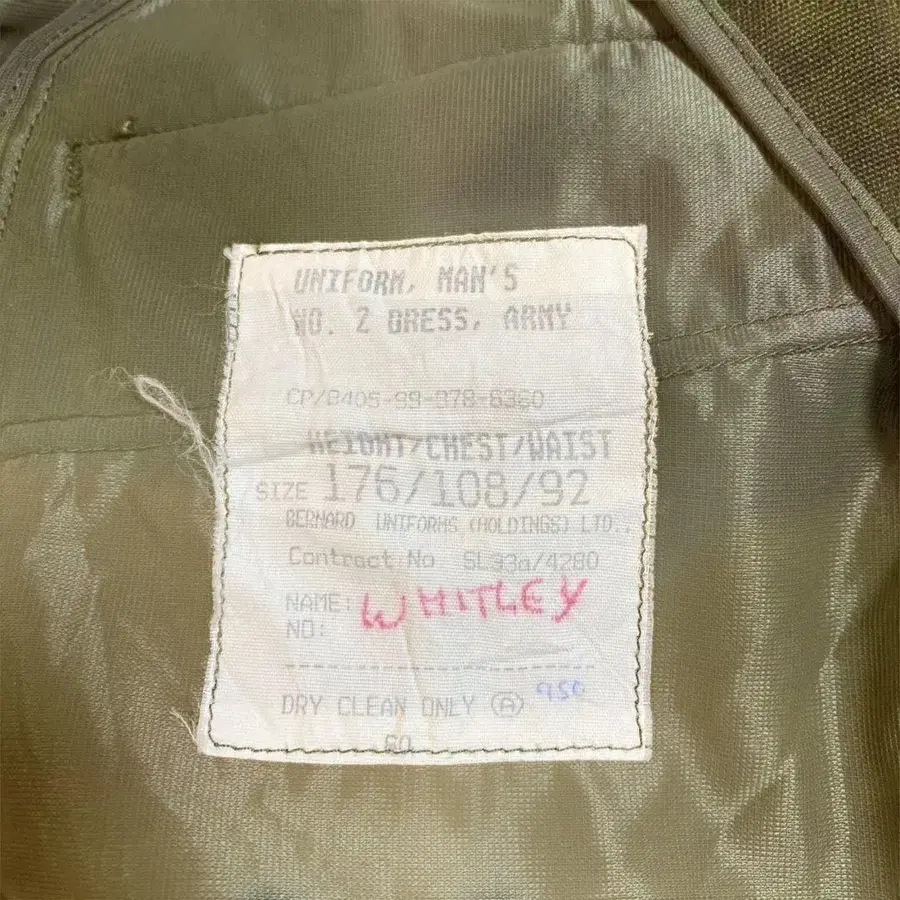 UNIFORM, MAN'S
NO. 2 DRESS, ARMY
CP/8405-99-978-6360
HEIGHT/CHEST/WAIST
SIZE 176/108/92
BERNARD UNIFORMS (HOLDINGS) LTD.
Contract No SL33a/4280
NAME: WHITLEY
NO:
DRY CLEAN ONLY (A) 950